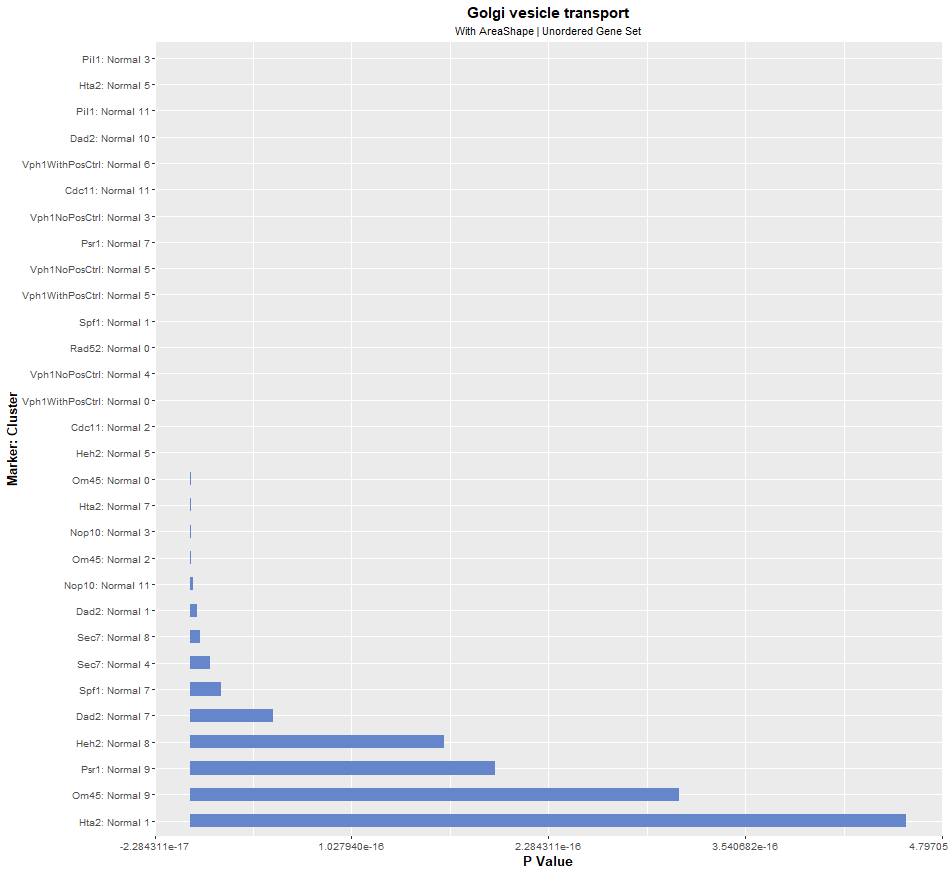 Golgi vesicle transport
With AreaShape | Unordered Gene Set
Marker: Cluster
Pil1: Normal 3
Hta2: Normal 5
Pil1: Normal 11
Dad2: Normal 10
Vph1WithPosCtrl: Normal 6
Cdc11: Normal 11
Vph1NoPosCtrl: Normal 3
Psr1: Normal 7
Vph1NoPosCtrl: Normal 5
Vph1WithPosCtrl: Normal 5
Spf1: Normal 1
Rad52: Normal 0
Vph1NoPosCtrl: Normal 4
Vph1WithPosCtrl: Normal 0
Cdc11: Normal 2
Heh2: Normal 5
Om45: Normal 0
Hta2: Normal 7
Nop10: Normal 3
Om45: Normal 2
Nop10: Normal 11
Dad2: Normal 1
Sec7: Normal 8
Sec7: Normal 4
Spf1: Normal 7
Dad2: Normal 7
Heh2: Normal 8
Psr1: Normal 9
Om45: Normal 9
Hta2: Normal 1
-2.284311e-17 1.027940e-16 2.284311e-16 3.540682e-16 4.79705
P Value